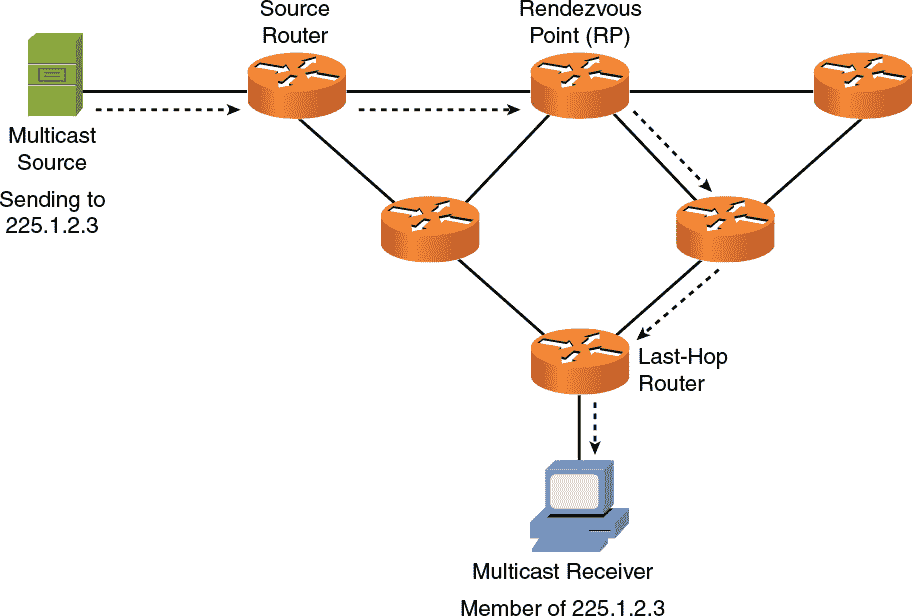 Source
Router
Rendezvous
Point (RP)
Multicast
Source
Sending to
225.1.2.3
Last-Hop
Router
Multicast Receiver
Member of 225.1.2.3